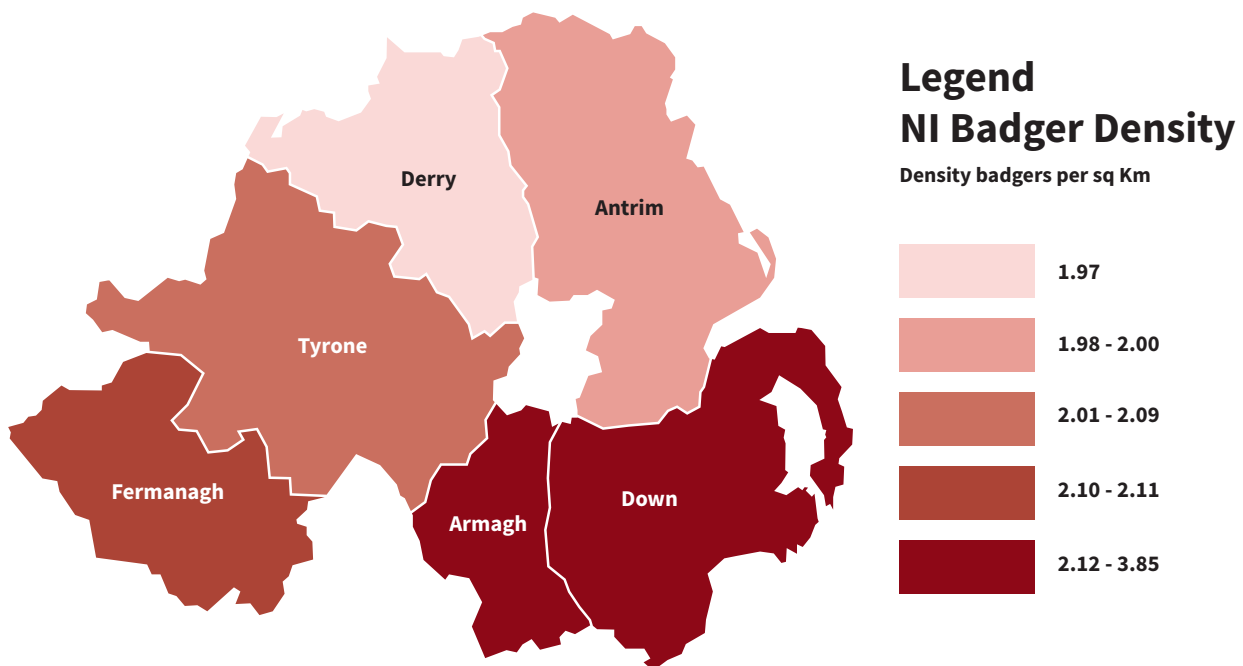 Legend
NI Badger Density
Density badgers per sq Km
Derry
Antrim
Tyrone
Fermanagh
Armagh
Down
1.97
1.98 - 2.00
2.01 - 2.09
2.10 - 2.11
2.12 - 3.85